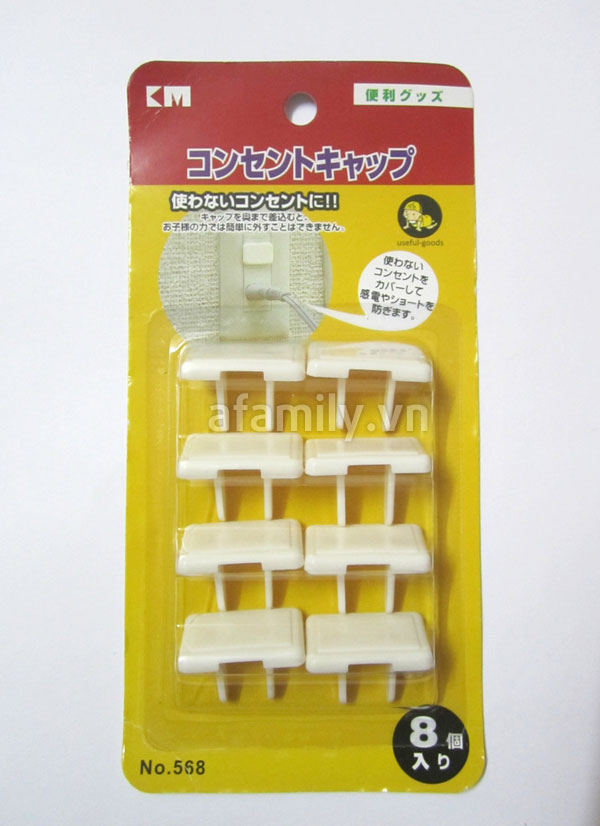 KM
便利グッズ
コンセントキャップ
使わないコンセントに!!
キャップを奥まで差込むと、
お子様の力では簡単に外すことはできません。
useful-goods
使わない
コンセントを
カバーして
感電やショートを
防ぎます。
afamily.vn
8個
入り
No.568